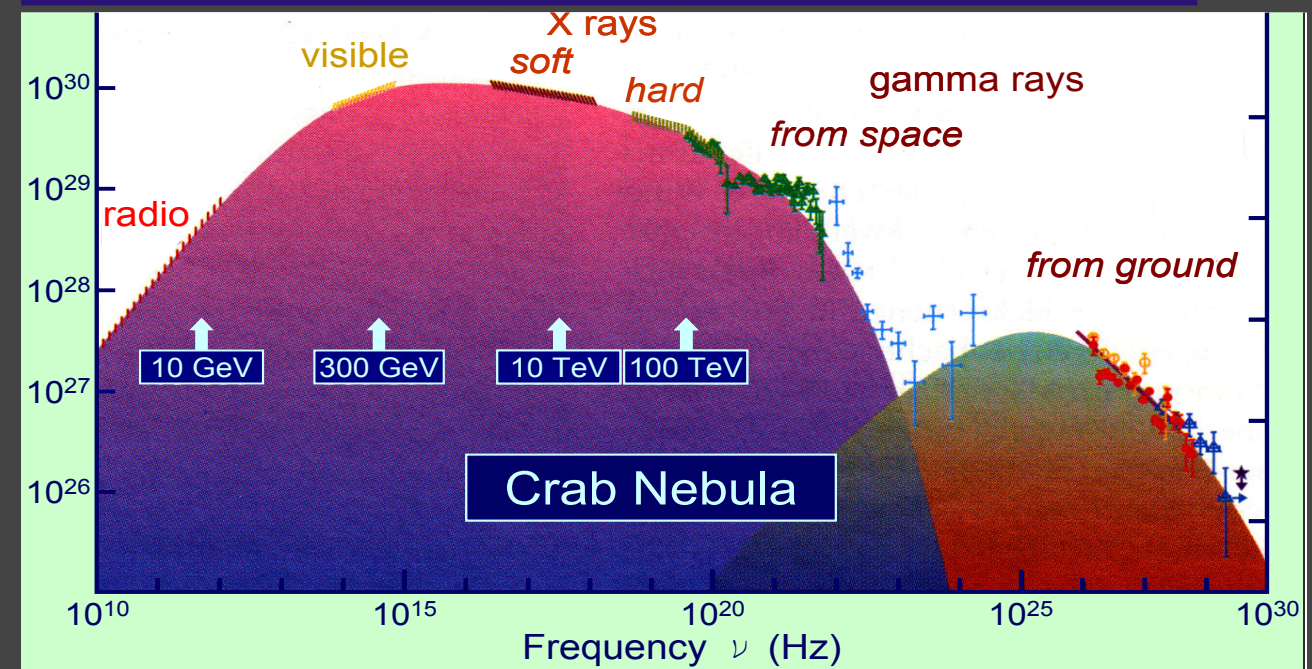 X rays
visible
soft
10³⁰
hard
gamma rays
from space
10²⁹
radio
from ground
10²⁸
10 GeV
300 GeV
10 TeV
100 TeV
10²⁷
Crab Nebula
10²⁶
10¹⁰
10¹⁵
10²⁰
10²⁵
10³⁰
Frequency ν (Hz)